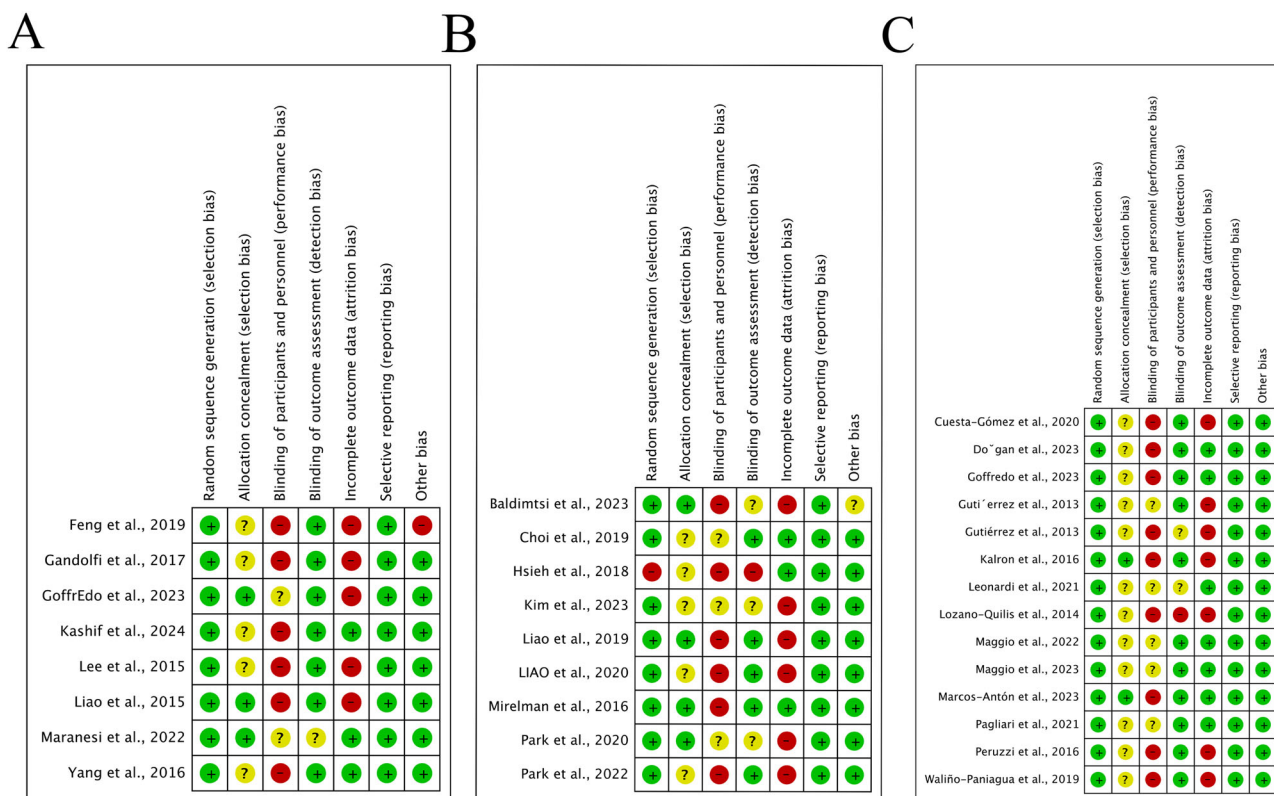 A
Random sequence generation (selection bias)
Allocation concealment (selection bias)
Blinding of participants and personnel (performance bias)
Blinding of outcome assessment (detection bias)
Incomplete outcome data (attrition bias)
Selective reporting (reporting bias)
Other bias
Feng et al., 2019 + ? - + - + -
Gandolfi et al., 2017 + ? - + - + +
GoffrEdo et al., 2023 + + ? + - + +
Kashif et al., 2024 + ? - + + + +
Lee et al., 2015 + ? - + - + +
Liao et al., 2015 + + - + - + +
Maranesi et al., 2022 + + ? ? + + +
Yang et al., 2016 + ? - + + + +
B
Random sequence generation (selection bias)
Allocation concealment (selection bias)
Blinding of participants and personnel (performance bias)
Blinding of outcome assessment (detection bias)
Incomplete outcome data (attrition bias)
Selective reporting (reporting bias)
Other bias
Baldimtsi et al., 2023 + + - ? - + ?
Choi et al., 2019 + ? ? + + + +
Hsieh et al., 2018 - ? - - + + +
Kim et al., 2023 + ? ? ? - + +
Liao et al., 2019 + + - + - + +
LIAO et al., 2020 + ? - + - + +
Mirelman et al., 2016 + + - + + + +
Park et al., 2020 + + ? ? - + +
Park et al., 2022 + ? - + - + +
C
Random sequence generation (selection bias)
Allocation concealment (selection bias)
Blinding of participants and personnel (performance bias)
Blinding of outcome assessment (detection bias)
Incomplete outcome data (attrition bias)
Selective reporting (reporting bias)
Other bias
Cuesta-Gómez et al., 2020 + ? - + - + +
Do˘gan et al., 2023 + ? - + + + +
Goffredo et al., 2023 + ? - + + + +
Guti´errez et al., 2013 + ? ? + - + +
Gutiérrez et al., 2013 + ? - ? - + +
Kalron et al., 2016 + + - + - + +
Leonardi et al., 2021 + ? ? ? + + +
Lozano-Quilis et al., 2014 + ? - - - + +
Maggio et al., 2022 + ? ? + + + +
Maggio et al., 2023 + ? ? + + + +
Marcos-Antón et al., 2023 + + - + + + +
Pagliari et al., 2021 + ? ? + + + +
Peruzzi et al., 2016 + ? - + - + +
Waliño-Paniagua et al., 2019 + ? - + - + +